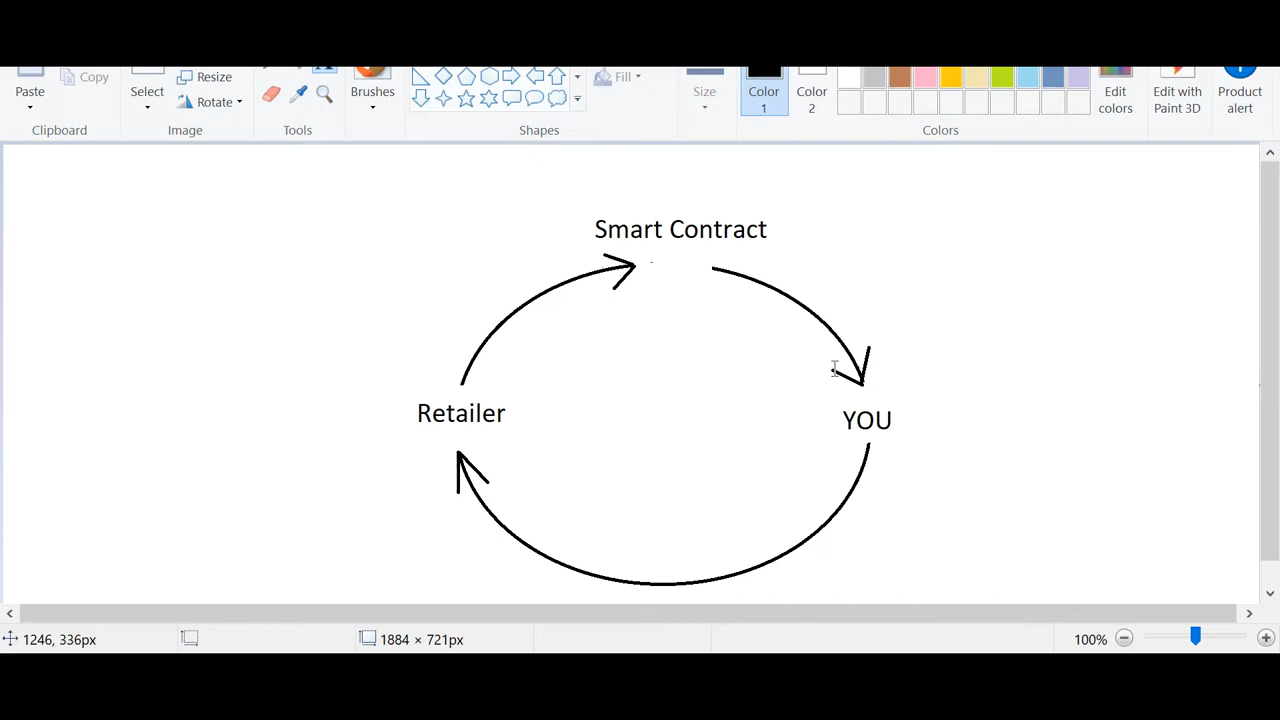 Copy
Paste
Resize
Select
Rotate
Brushes
Fill
Size
Color
1
Color
2
Edit
colors
Edit with
Paint 3D
Product
alert
Clipboard
Image
Tools
Shapes
Colors
Smart Contract
Retailer
YOU
1246, 336px
1884 × 721px
100%